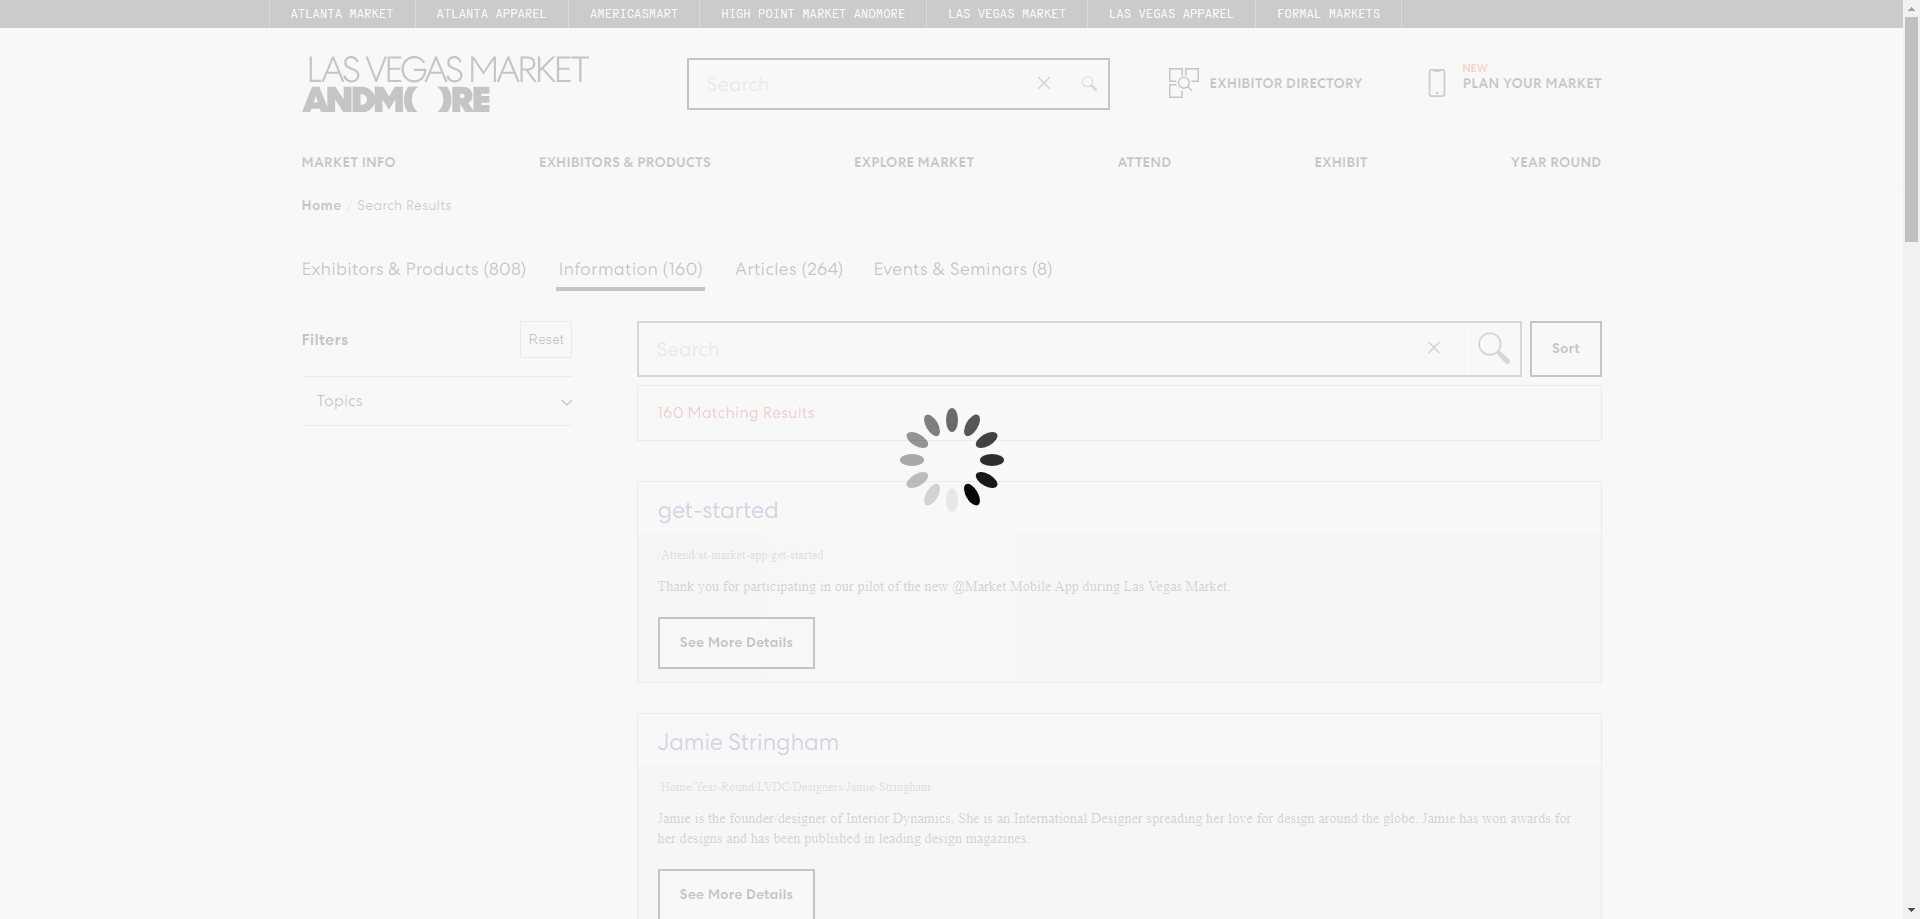 ATLANTA MARKET
ATLANTA APPAREL
AMERICASMART
HIGH POINT MARKET ANDMORE
LAS VEGAS MARKET
LAS VEGAS APPAREL
FORMAL MARKETS
LAS VEGAS MARKET
ANDMORE
Search
EXHIBITOR DIRECTORY
NEW
PLAN YOUR MARKET
MARKET INFO
EXHIBITORS & PRODUCTS
EXPLORE MARKET
ATTEND
EXHIBIT
YEAR ROUND
Home / Search Results
Exhibitors & Products (808)
Information (160)
Articles (264)
Events & Seminars (8)
Filters
Reset
Topics
Search
Sort
160 Matching Results
get-started
/Attend/at-market-app/get-started
Thank you for participating in our pilot of the new @Market Mobile App during Las Vegas Market.
See More Details
Jamie Stringham
/Home/Year-Round/LVDC/Designers/Jamie-Stringham
Jamie is the founder/designer of Interior Dynamics. She is an International Designer spreading her love for design around the globe. Jamie has won awards for
her designs and has been published in leading design magazines.
See More Details